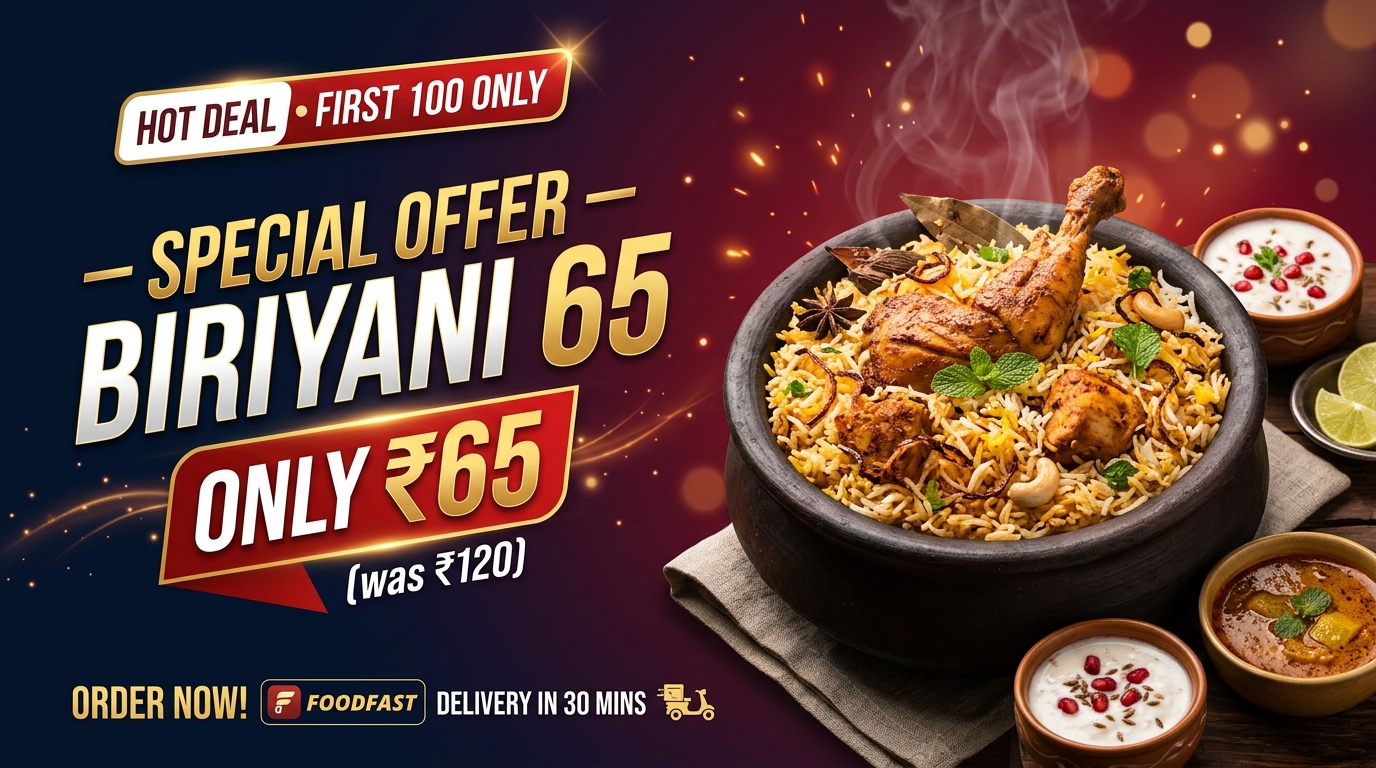 HOT DEAL • FIRST 100 ONLY
— SPECIAL OFFER —
BIRIYANI 65
ONLY ₹65
(was ₹120)
ORDER NOW! FOODFAST DELIVERY IN 30 MINS